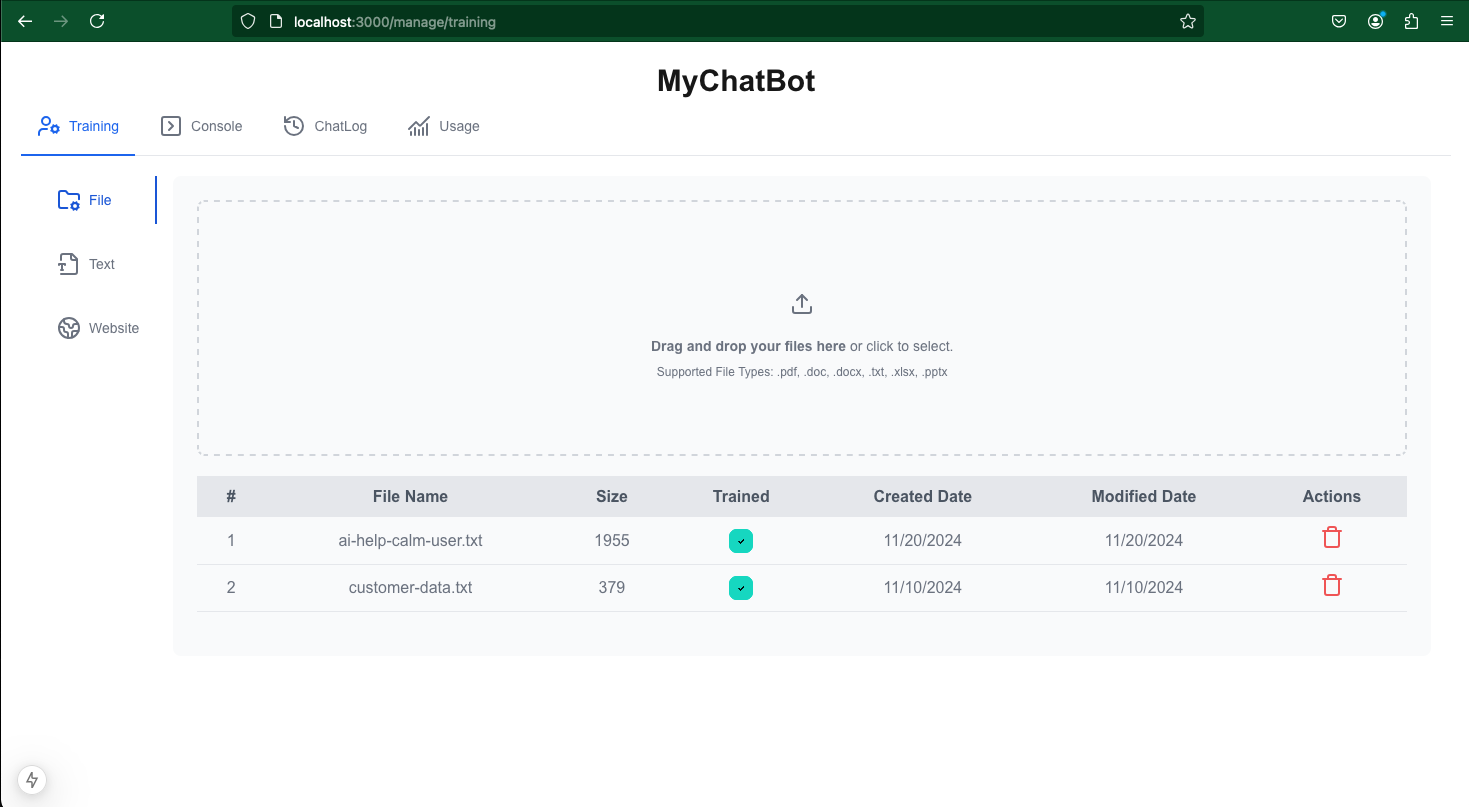 localhost:3000/manage/training
MyChatBot
Training Console ChatLog Usage
File
Text
Website
Drag and drop your files here or click to select.
Supported File Types: .pdf, .doc, .docx, .txt, .xlsx, .pptx
# File Name Size Trained Created Date Modified Date Actions
1 ai-help-calm-user.txt 1955 11/20/2024 11/20/2024
2 customer-data.txt 379 11/10/2024 11/10/2024